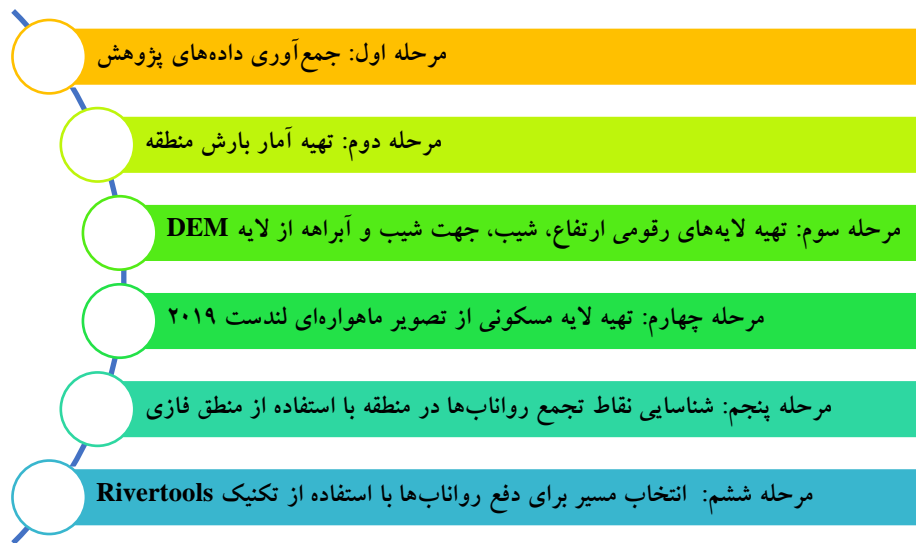 مرحله اول: جمع‌آوری داده‌های پژوهش
مرحله دوم: تهیه آمار بارش منطقه
مرحله سوم: تهیه لایه‌های رقومی ارتفاع، شیب، جهت شیب و آبراهه از لایه DEM
مرحله چهارم: تهیه لایه مسکونی از تصویر ماهواره‌ای لندست ۲۰۱۹
مرحله پنجم: شناسایی نقاط تجمع رواناب‌ها در منطقه با استفاده از منطق فازی
مرحله ششم: انتخاب مسیر برای دفع رواناب‌ها با استفاده از تکنیک Rivertools